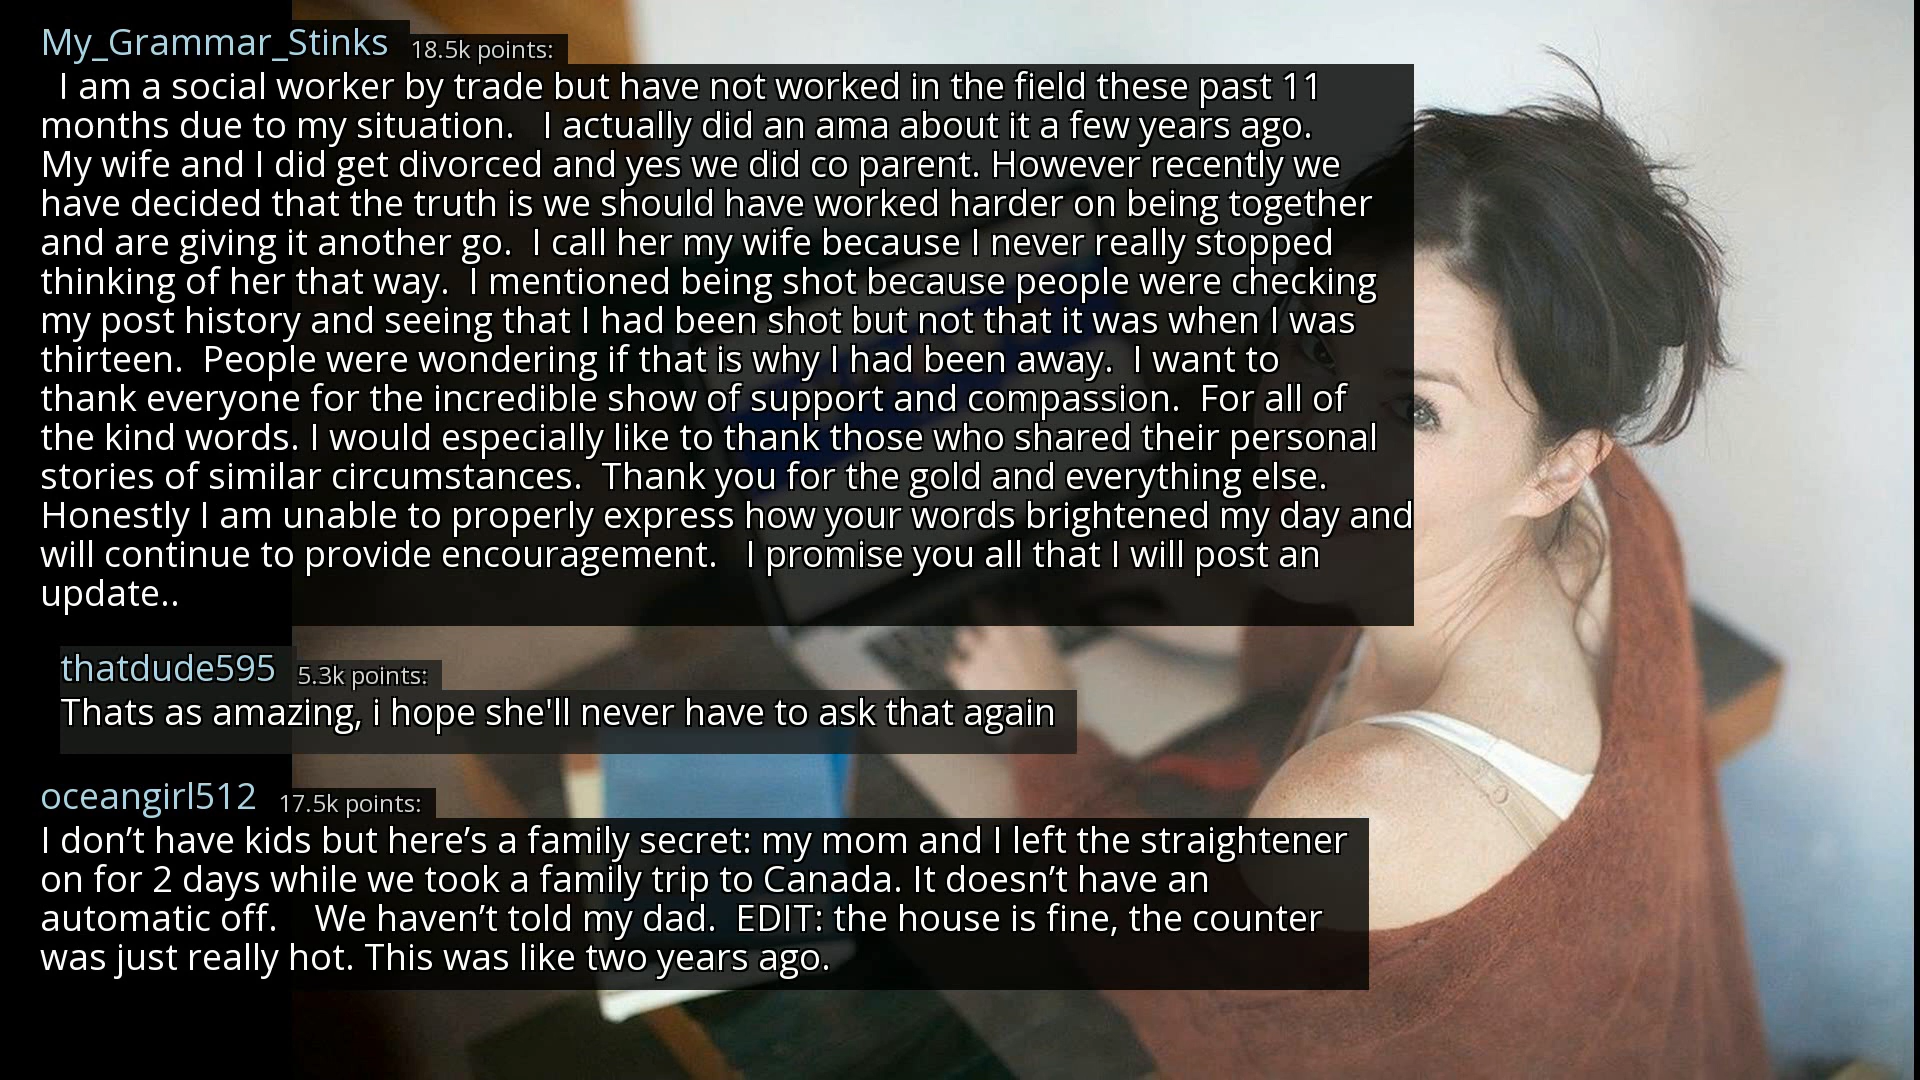 My_Grammar_Stinks 18.5k points:
I am a social worker by trade but have not worked in the field these past 11
months due to my situation. I actually did an ama about it a few years ago.
My wife and I did get divorced and yes we did co parent. However recently we
have decided that the truth is we should have worked harder on being together
and are giving it another go. I call her my wife because I never really stopped
thinking of her that way. I mentioned being shot because people were checking
my post history and seeing that I had been shot but not that it was when I was
thirteen. People were wondering if that is why I had been away. I want to
thank everyone for the incredible show of support and compassion. For all of
the kind words. I would especially like to thank those who shared their personal
stories of similar circumstances. Thank you for the gold and everything else.
Honestly I am unable to properly express how your words brightened my day and
will continue to provide encouragement. I promise you all that I will post an
update..
thatdude595 5.3k points:
Thats as amazing, i hope she'll never have to ask that again
oceangirl512 17.5k points:
I don’t have kids but here’s a family secret: my mom and I left the straightener
on for 2 days while we took a family trip to Canada. It doesn’t have an
automatic off. We haven’t told my dad. EDIT: the house is fine, the counter
was just really hot. This was like two years ago.